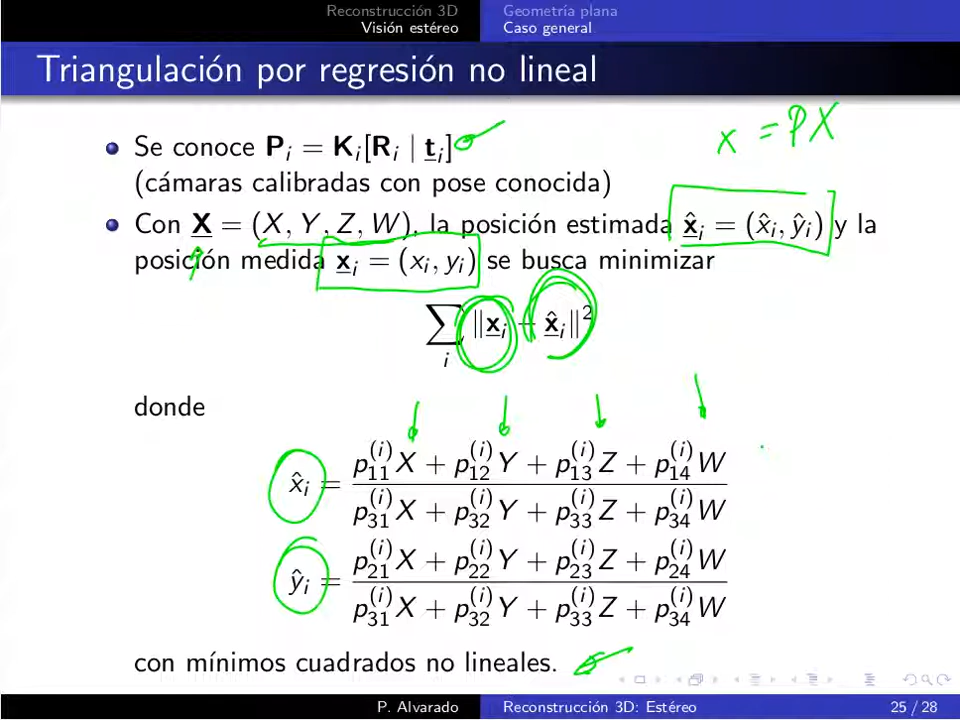 Reconstrucción 3D Geometría plana
Visión estéreo Caso general
Triangulación por regresión no lineal
x = PX
Se conoce P_i = K_i[R_i | t_i]
(cámaras calibradas con pose conocida)
Con X = (X, Y, Z, W), la posición estimada x̂_i = (x̂_i, ŷ_i) y la
posición medida x_i = (x_i, y_i) se busca minimizar
∑_i ‖x_i − x̂_i‖²
donde
x̂_i = (p_11^(i) X + p_12^(i) Y + p_13^(i) Z + p_14^(i) W) / (p_31^(i) X + p_32^(i) Y + p_33^(i) Z + p_34^(i) W)
ŷ_i = (p_21^(i) X + p_22^(i) Y + p_23^(i) Z + p_24^(i) W) / (p_31^(i) X + p_32^(i) Y + p_33^(i) Z + p_34^(i) W)
con mínimos cuadrados no lineales.
P. Alvarado Reconstrucción 3D: Estéreo 25 / 28